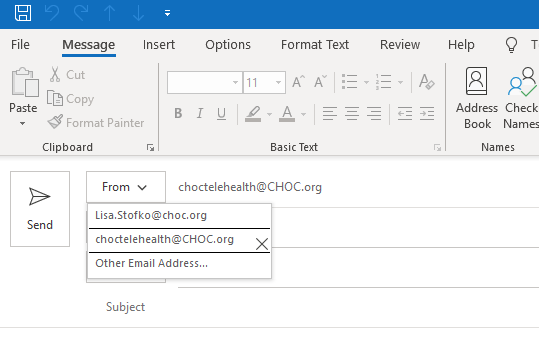 File Message Insert Options Format Text Review Help
Paste
Cut
Copy
Format Painter
Clipboard
11
B I U
Basic Text
Address Book
Check Names
Names
Send
From
choctelehealth@CHOC.org
Lisa.Stofko@choc.org
choctelehealth@CHOC.org
Other Email Address...
Subject